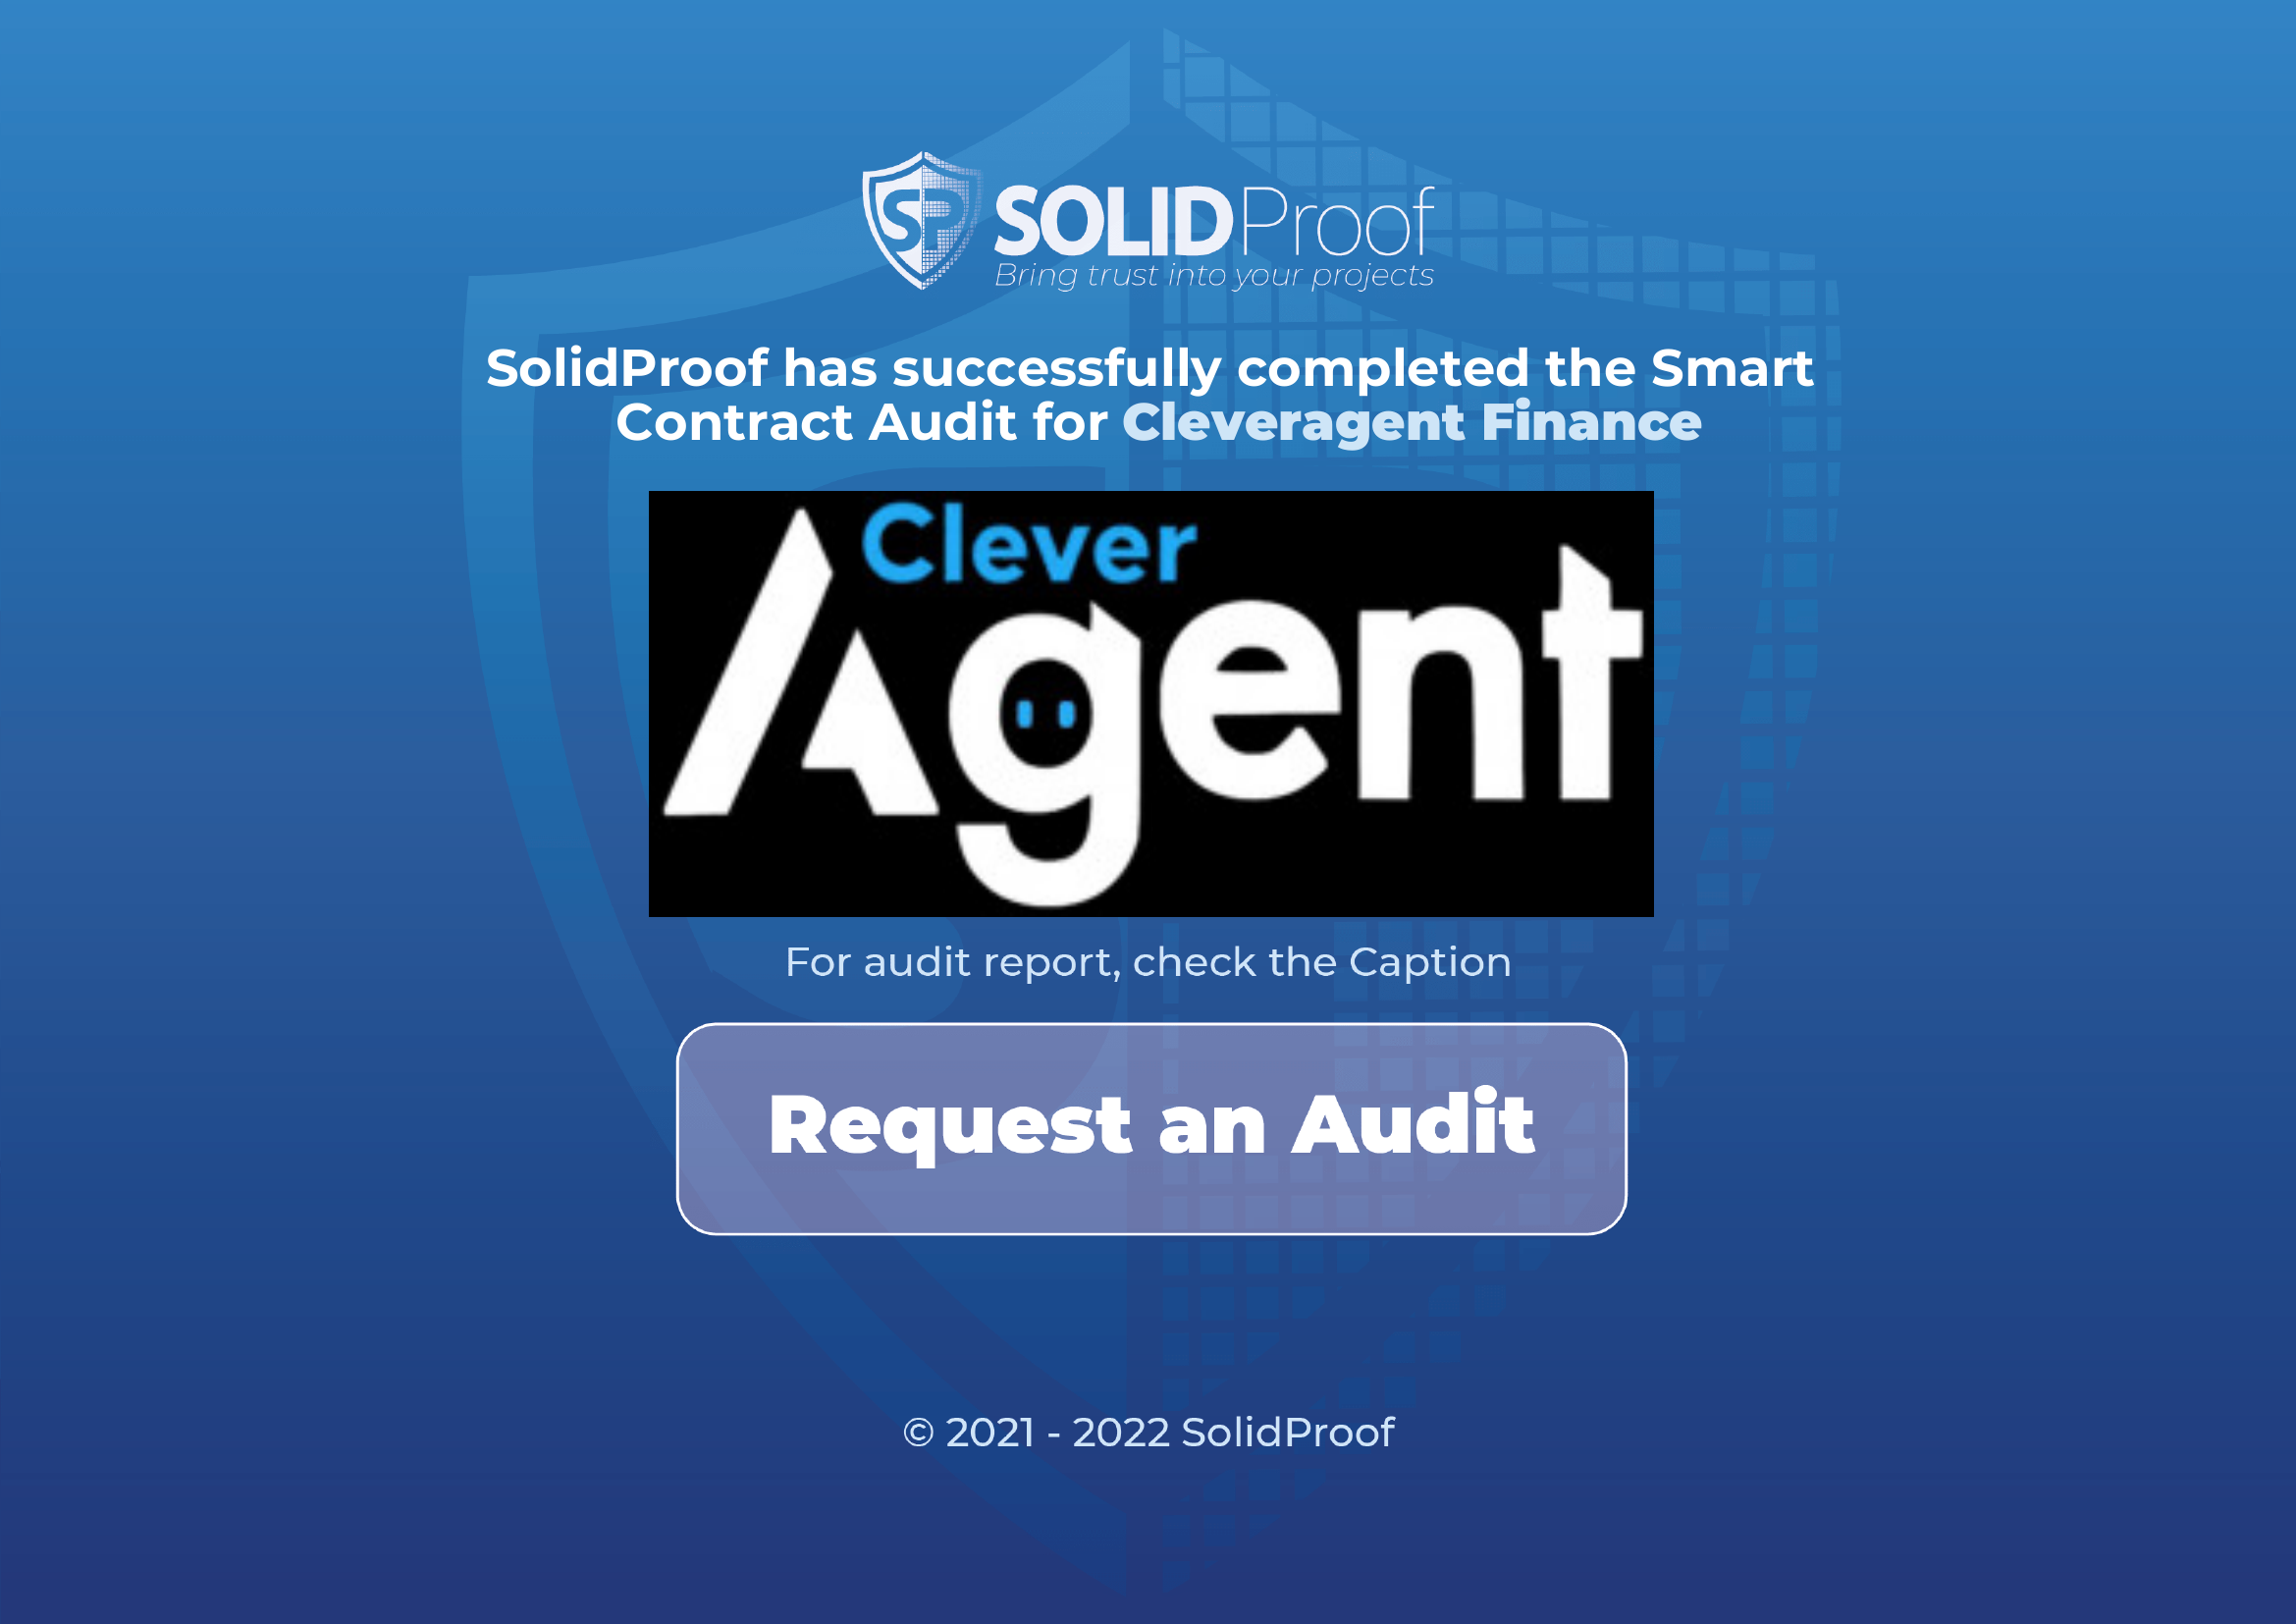 SP SOLIDProof
Bring trust into your projects
SolidProof has successfully completed the Smart
Contract Audit for Cleveragent Finance
Clever
Agent
For audit report, check the Caption
Request an Audit
© 2021 - 2022 SolidProof